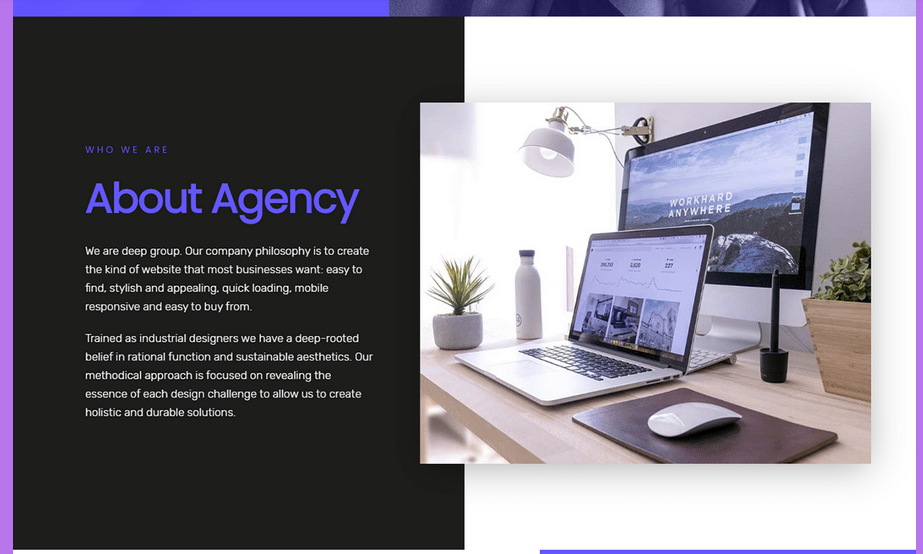 WHO WE ARE
About Agency
We are deep group. Our company philosophy is to create
the kind of website that most businesses want: easy to
find, stylish and appealing, quick loading, mobile
responsive and easy to buy from.
Trained as industrial designers we have a deep-rooted
belief in rational function and sustainable aesthetics. Our
methodical approach is focused on revealing the
essence of each design challenge to allow us to create
holistic and durable solutions.
WORKHARD
ANYWHERE